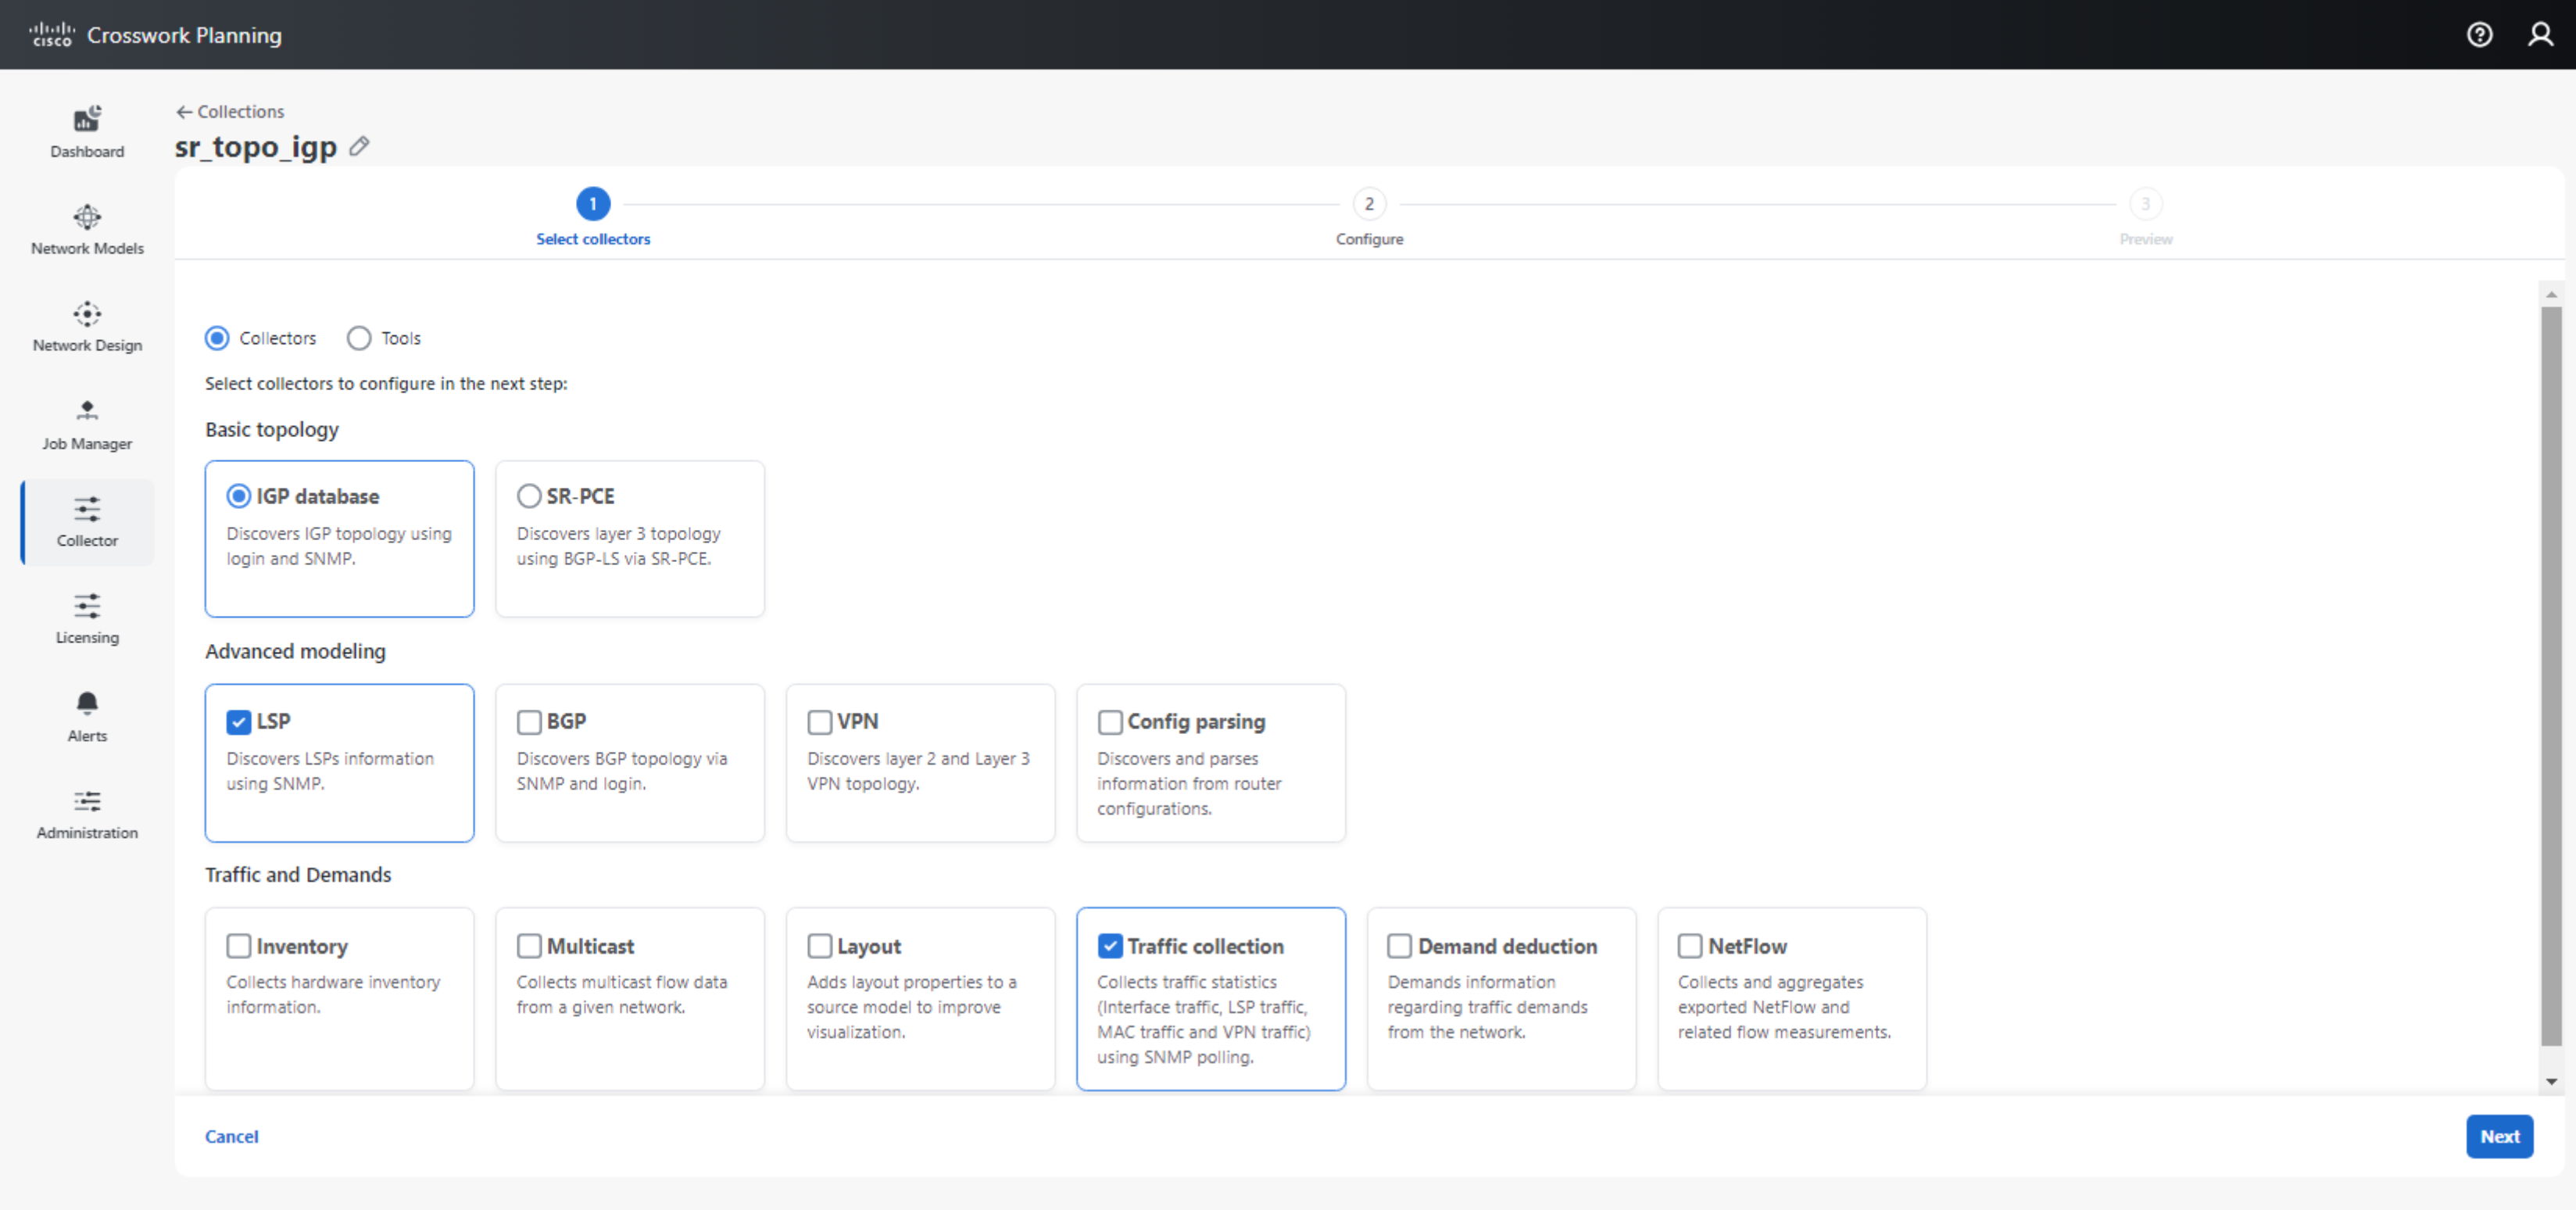 cisco Crosswork Planning
Dashboard
Network Models
Network Design
Job Manager
Collector
Licensing
Alerts
Administration
← Collections
sr_topo_igp
1
Select collectors
2
Configure
3
Preview
Collectors
Tools
Select collectors to configure in the next step:
Basic topology
IGP database
Discovers IGP topology using
login and SNMP.
SR-PCE
Discovers layer 3 topology
using BGP-LS via SR-PCE.
Advanced modeling
LSP
Discovers LSPs information
using SNMP.
BGP
Discovers BGP topology via
SNMP and login.
VPN
Discovers layer 2 and Layer 3
VPN topology.
Config parsing
Discovers and parses
information from router
configurations.
Traffic and Demands
Inventory
Collects hardware inventory
information.
Multicast
Collects multicast flow data
from a given network.
Layout
Adds layout properties to a
source model to improve
visualization.
Traffic collection
Collects traffic statistics
(Interface traffic, LSP traffic,
MAC traffic and VPN traffic)
using SNMP polling.
Demand deduction
Demands information
regarding traffic demands
from the network.
NetFlow
Collects and aggregates
exported NetFlow and
related flow measurements.
Cancel
Next